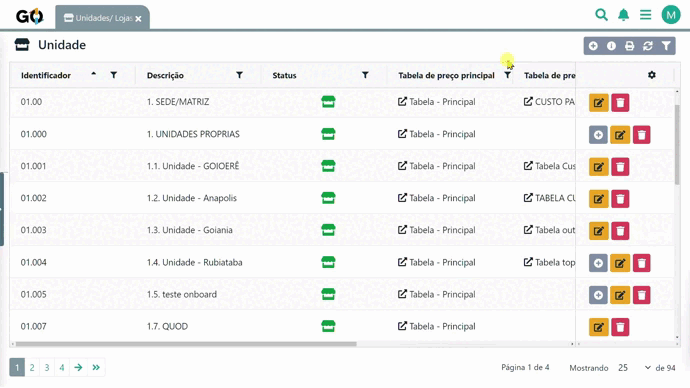 GQ
Unidades/ Lojas
M
Unidade
Identificador Descrição Status Tabela de preço principal Tabela de pre
01.00 1. SEDE/MATRIZ Tabela - Principal CUSTO PA
01.000 1. UNIDADES PROPRIAS Tabela - Principal
01.001 1.1. Unidade - GOIOERÊ Tabela - Principal Tabela Cus
01.002 1.2. Unidade - Anapolis Tabela - Principal TABELA CU
01.003 1.3. Unidade - Goiania Tabela - Principal Tabela out
01.004 1.4. Unidade - Rubiataba Tabela - Principal Tabela top
01.005 1.5. teste onboard Tabela - Principal
01.007 1.7. QUOD Tabela - Principal
1 2 3 4 Página 1 de 4 Mostrando 25 de 94